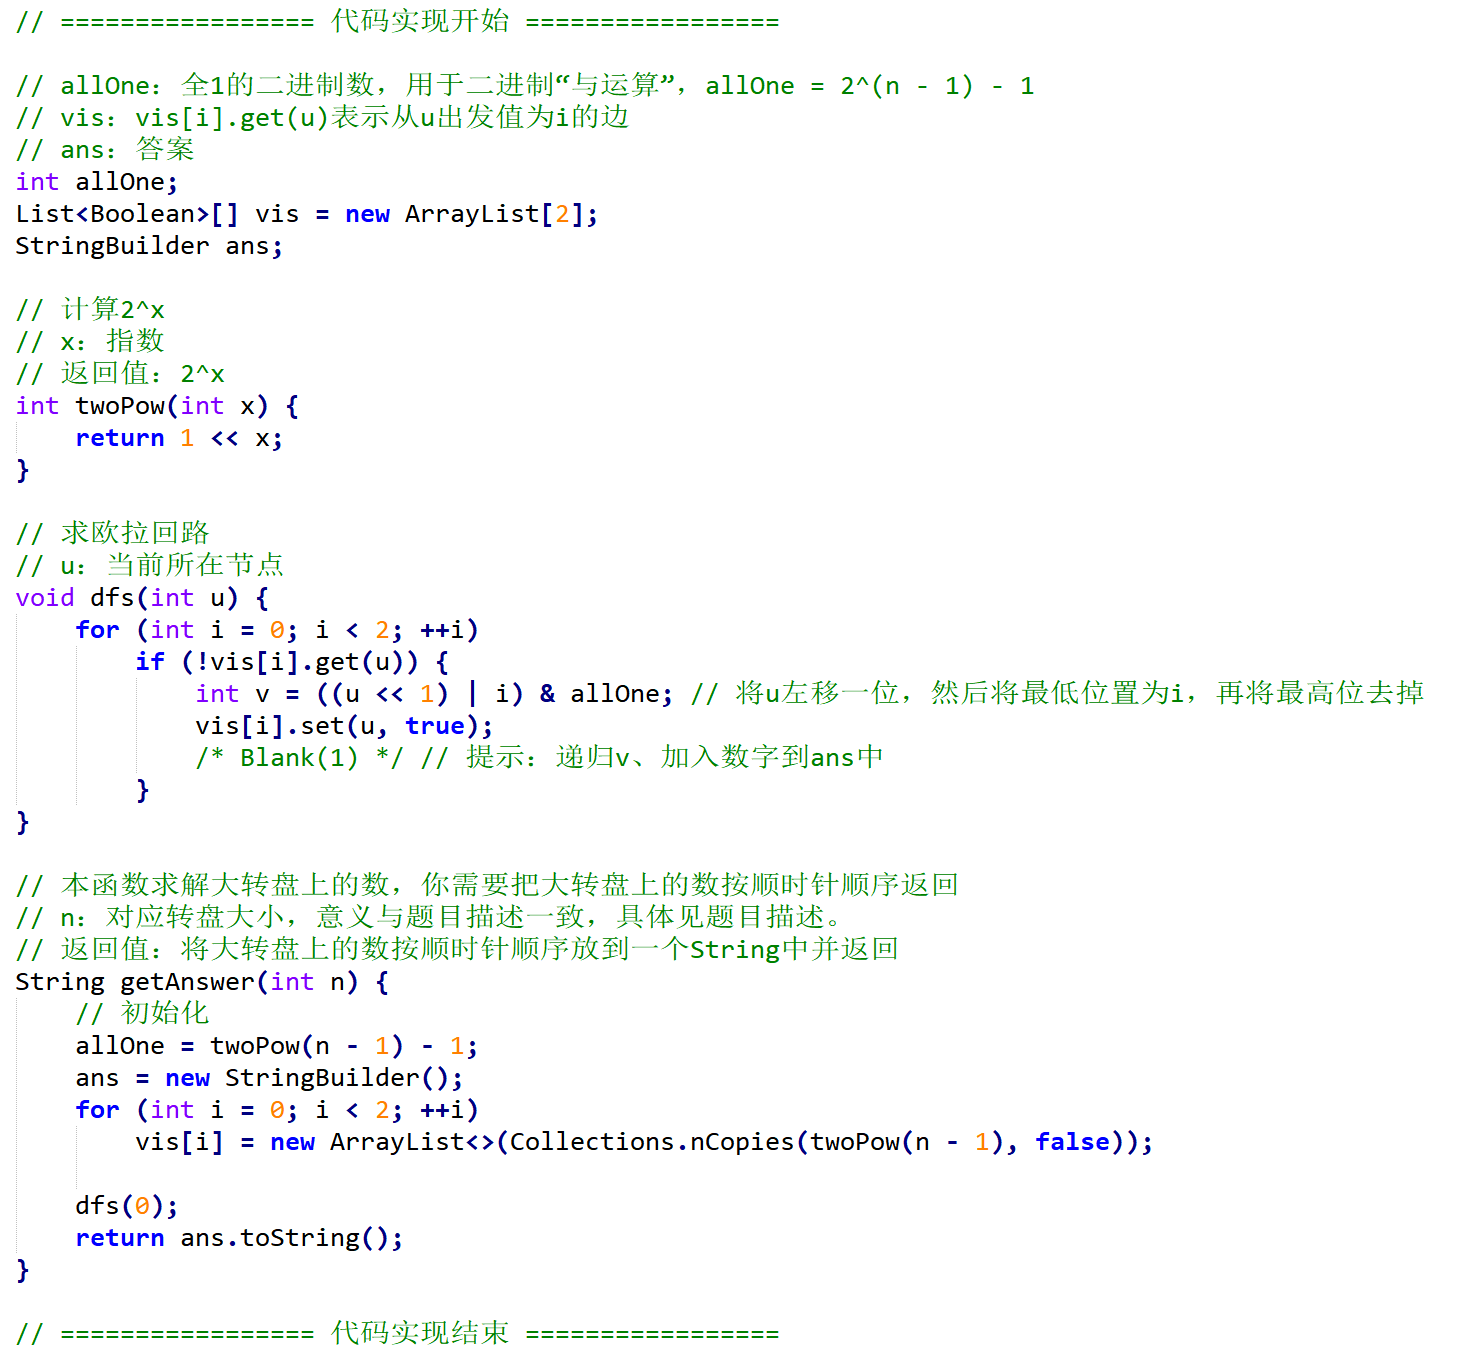 // ================= 代码实现开始 =================
// allOne：全1的二进制数，用于二进制“与运算”，allOne = 2^(n - 1) - 1
// vis：vis[i].get(u)表示从u出发值为i的边
// ans：答案
int allOne;
List<Boolean>[] vis = new ArrayList[2];
StringBuilder ans;
// 计算2^x
// x：指数
// 返回值：2^x
int twoPow(int x) {
    return 1 << x;
}
// 求欧拉回路
// u：当前所在节点
void dfs(int u) {
    for (int i = 0; i < 2; ++i)
        if (!vis[i].get(u)) {
            int v = ((u << 1) | i) & allOne; // 将u左移一位，然后将最低位置为i，再将最高位去掉
            vis[i].set(u, true);
            /* Blank(1) */ // 提示：递归v、加入数字到ans中
        }
}
// 本函数求解大转盘上的数，你需要把大转盘上的数按顺时针顺序返回
// n：对应转盘大小，意义与题目描述一致，具体见题目描述。
// 返回值：将大转盘上的数按顺时针顺序放到一个String中并返回
String getAnswer(int n) {
    // 初始化
    allOne = twoPow(n - 1) - 1;
    ans = new StringBuilder();
    for (int i = 0; i < 2; ++i)
        vis[i] = new ArrayList<>(Collections.nCopies(twoPow(n - 1), false));
    dfs(0);
    return ans.toString();
}
// ================= 代码实现结束 =================